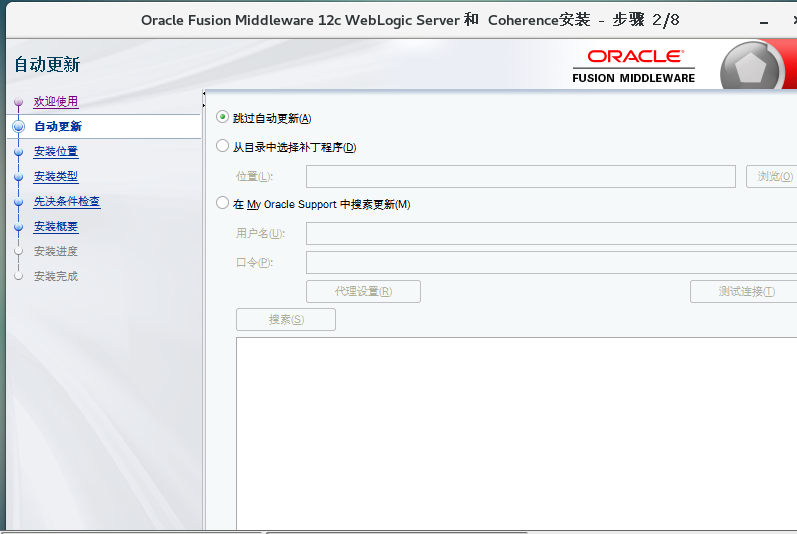 Oracle Fusion Middleware 12c WebLogic Server 和 Coherence安装 - 步骤 2/8
自动更新
ORACLE
FUSION MIDDLEWARE
欢迎使用
自动更新
安装位置
安装类型
先决条件检查
安装概要
安装进度
安装完成
跳过自动更新(A)
从目录中选择补丁程序(D)
位置(L):
浏览(O)
在 My Oracle Support 中搜索更新(M)
用户名(U):
口令(P):
代理设置(R)
测试连接(T)
搜索(S)